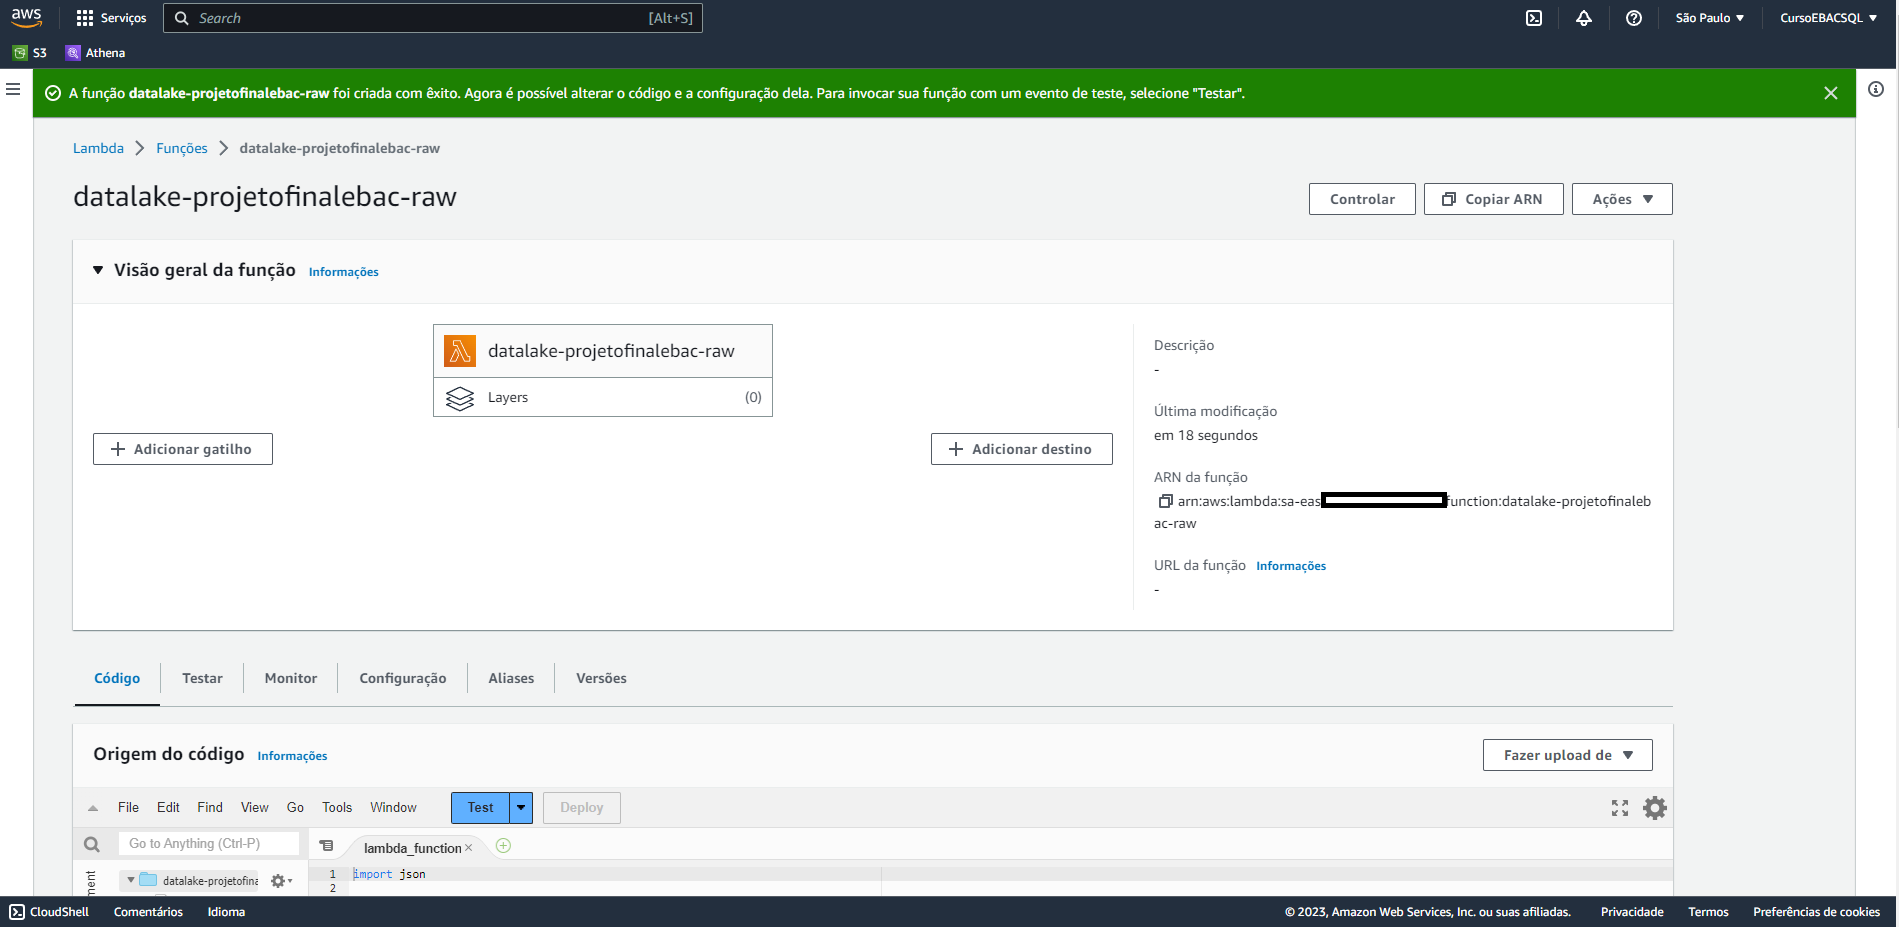 aws Serviços Search [Alt+S] São Paulo CursoEBACSQL
S3 Athena
A função datalake-projetofinalebac-raw foi criada com êxito. Agora é possível alterar o código e a configuração dela. Para invocar sua função com um evento de teste, selecione "Testar".
Lambda Funções datalake-projetofinalebac-raw
datalake-projetofinalebac-raw
Controlar Copiar ARN Ações
Visão geral da função Informações
datalake-projetofinalebac-raw
Layers (0)
Adicionar gatilho
Adicionar destino
Descrição
-
Última modificação
em 18 segundos
ARN da função
arn:aws:lambda:sa-eas unction:datalake-projetofinaleb
ac-raw
URL da função Informações
-
Código Testar Monitor Configuração Aliases Versões
Origem do código Informações
Fazer upload de
File Edit Find View Go Tools Window Test Deploy
Go to Anything (Ctrl-P)
lambda_function
datalake-projetofina
1 import json
2
CloudShell Comentários Idioma © 2023, Amazon Web Services, Inc. ou suas afiliadas. Privacidade Termos Preferências de cookies